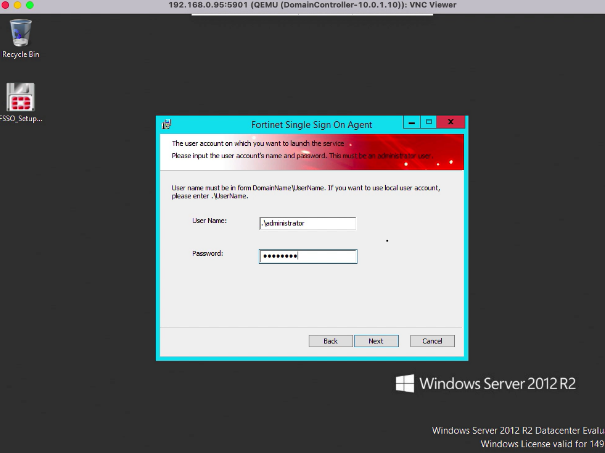 192.168.0.95:5901 (QEMU (DomainController-10.0.1.10)): VNC Viewer
Recycle Bin
FSSO_Setup...
Fortinet Single Sign On Agent
The user account on which you want to launch the service
Please input the user account's name and password. This must be an administrator user.
User name must be in form DomainName\UserName. If you want to use local user account,
please enter .\UserName.
User Name:
.\administrator
Password:
••••••••
Back
Next
Cancel
Windows Server 2012 R2
Windows Server 2012 R2 Datacenter Evalu
Windows License valid for 149